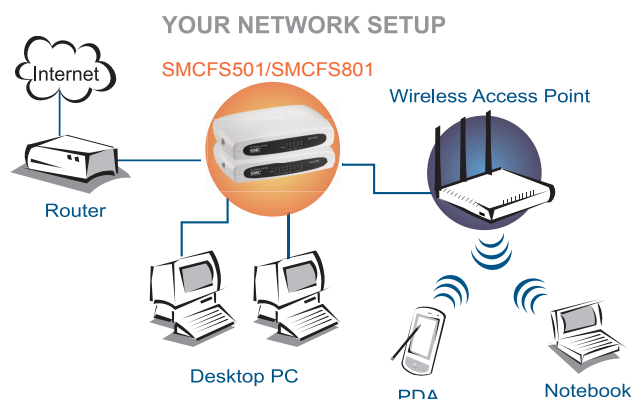 YOUR NETWORK SETUP
SMCFS501/SMCFS801
Internet
Wireless Access Point
Router
Desktop PC
PDA
Notebook